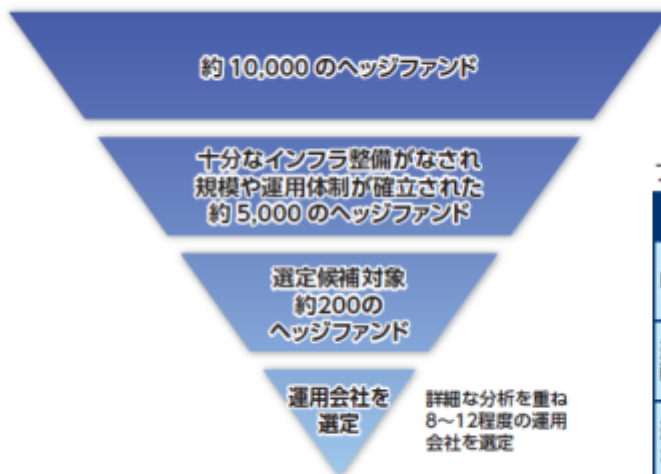 約 10,000 のヘッジファンド
十分なインフラ整備がなされ
規模や運用体制が確立された
約 5,000 のヘッジファンド
選定候補対象
約200の
ヘッジファンド
運用会社を
選定
詳細な分析を重ね
8～12程度の運用
会社を選定